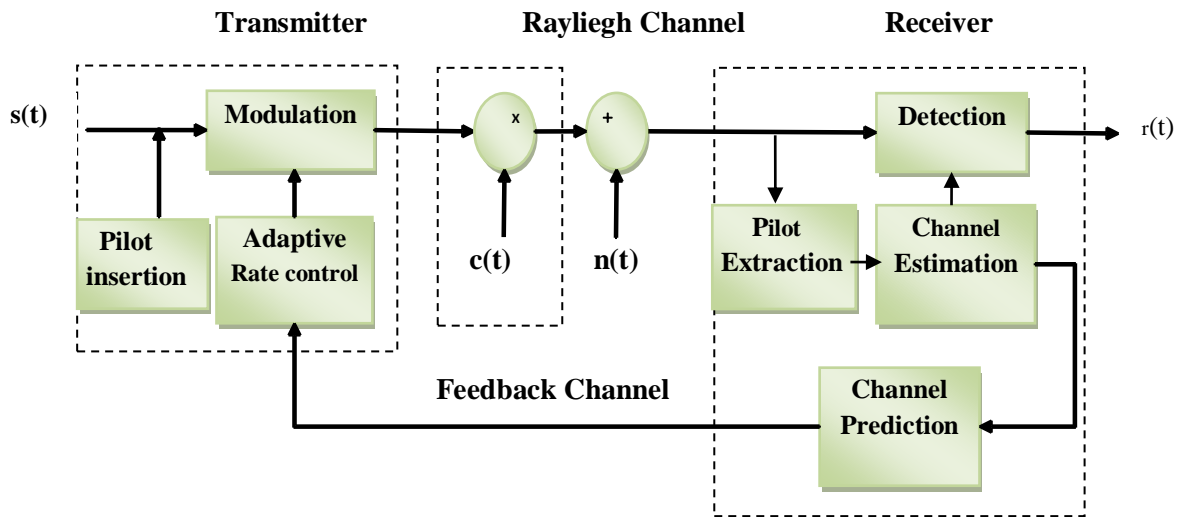 Transmitter
Rayliegh Channel
Receiver
s(t)
Modulation
x
+
Detection
r(t)
Pilot
insertion
Adaptive
Rate control
c(t)
n(t)
Pilot
Extraction
Channel
Estimation
Feedback Channel
Channel
Prediction